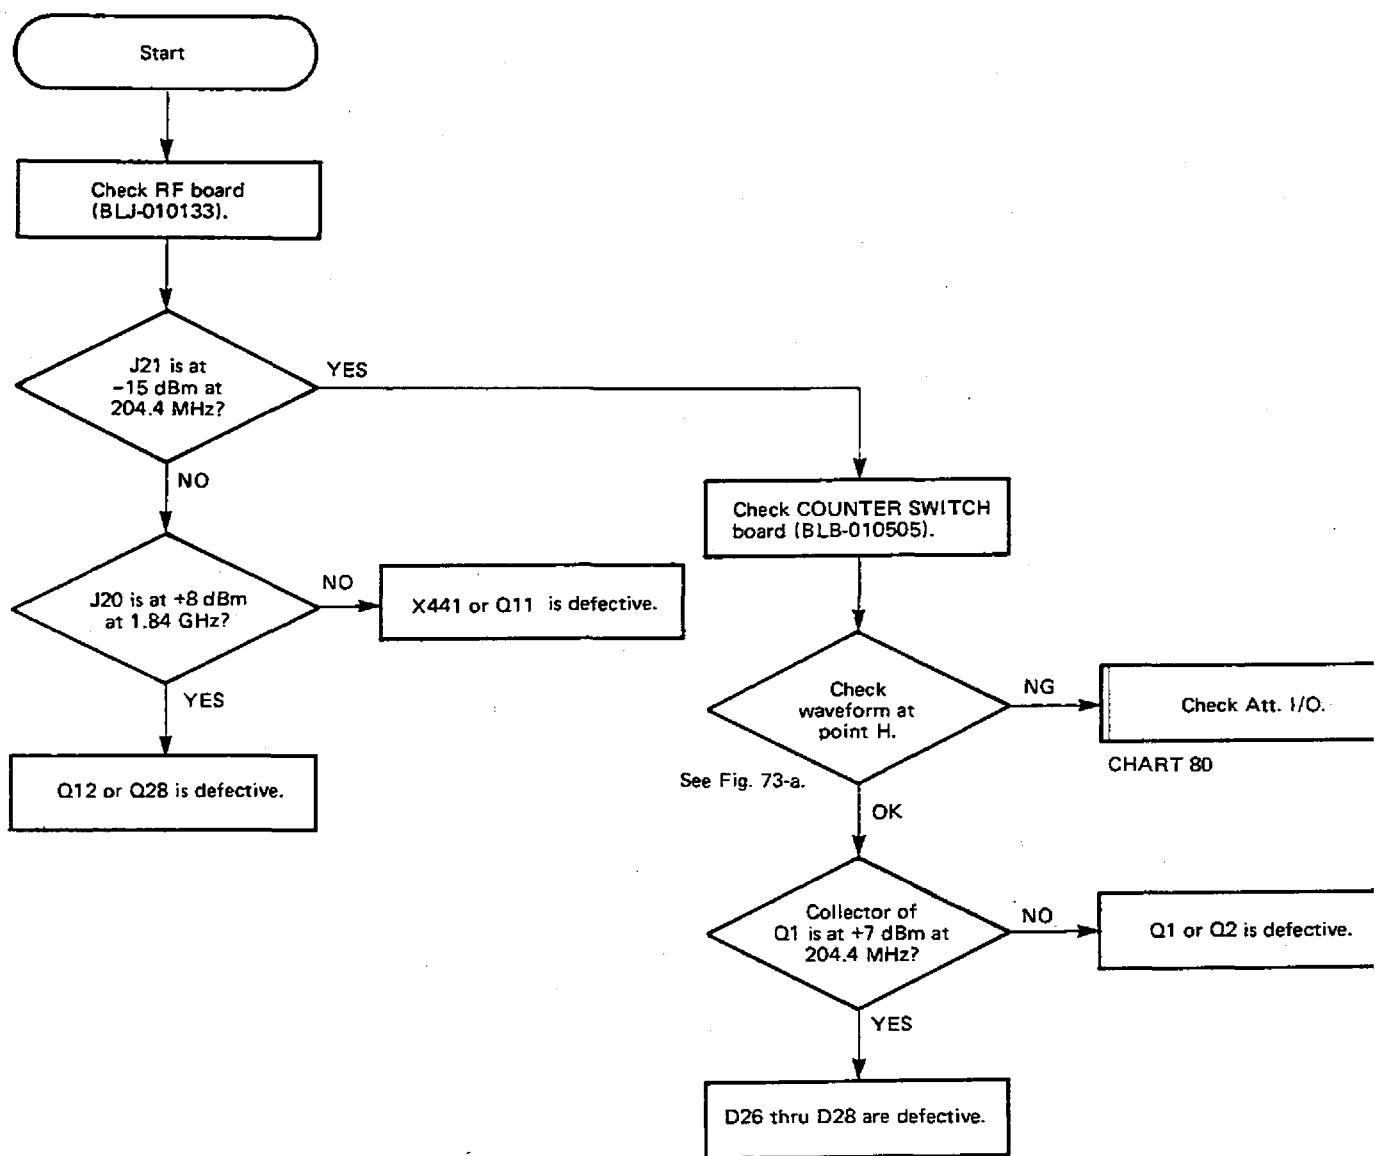 Start
Check RF board
(BLJ-010133).
J21 is at
-15 dBm at
204.4 MHz?
YES
NO
J20 is at +8 dBm
at 1.84 GHz?
NO
X441 or Q11 is defective.
YES
Q12 or Q28 is defective.
Check COUNTER SWITCH
board (BLB-010505).
Check
waveform at
point H.
NG
Check Att. I/O.
CHART 80
See Fig. 73-a.
OK
Collector of
Q1 is at +7 dBm at
204.4 MHz?
NO
Q1 or Q2 is defective.
YES
D26 thru D28 are defective.